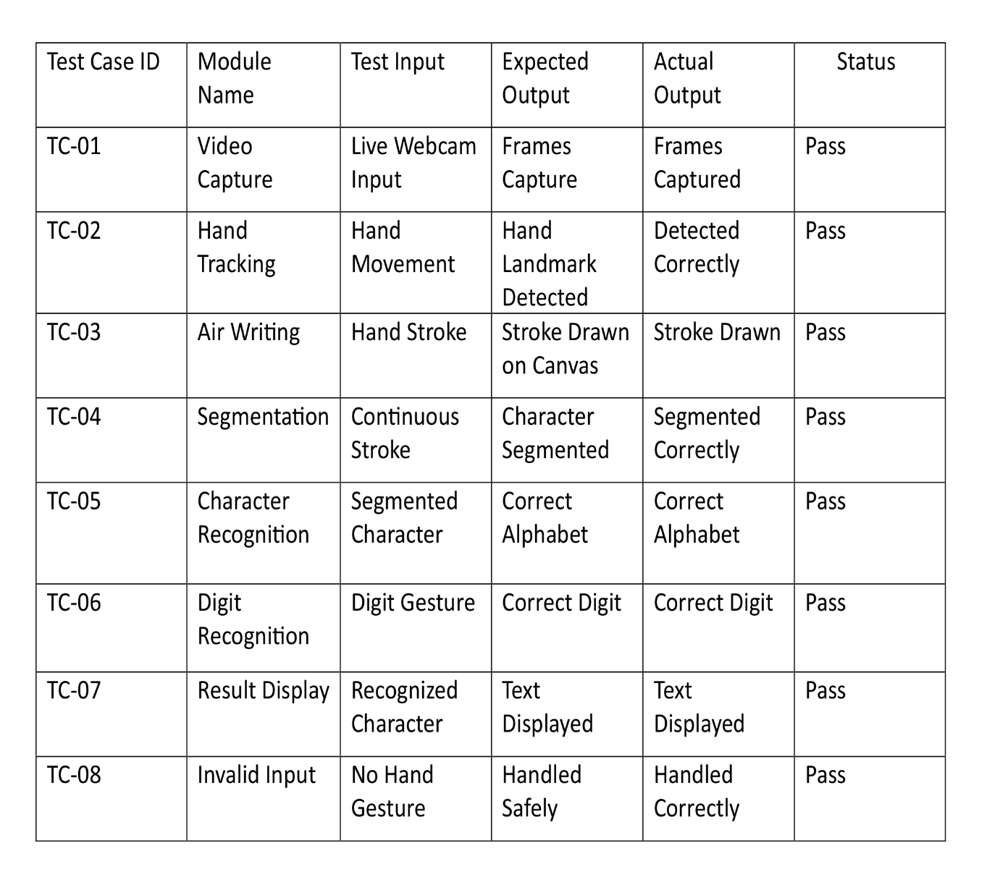 Test Case ID Module Name Test Input Expected Output Actual Output Status
TC-01 Video Capture Live Webcam Input Frames Capture Frames Captured Pass
TC-02 Hand Tracking Hand Movement Hand Landmark Detected Detected Correctly Pass
TC-03 Air Writing Hand Stroke Stroke Drawn on Canvas Stroke Drawn Pass
TC-04 Segmentation Continuous Stroke Character Segmented Segmented Correctly Pass
TC-05 Character Recognition Segmented Character Correct Alphabet Correct Alphabet Pass
TC-06 Digit Recognition Digit Gesture Correct Digit Correct Digit Pass
TC-07 Result Display Recognized Character Text Displayed Text Displayed Pass
TC-08 Invalid Input No Hand Gesture Handled Safely Handled Correctly Pass